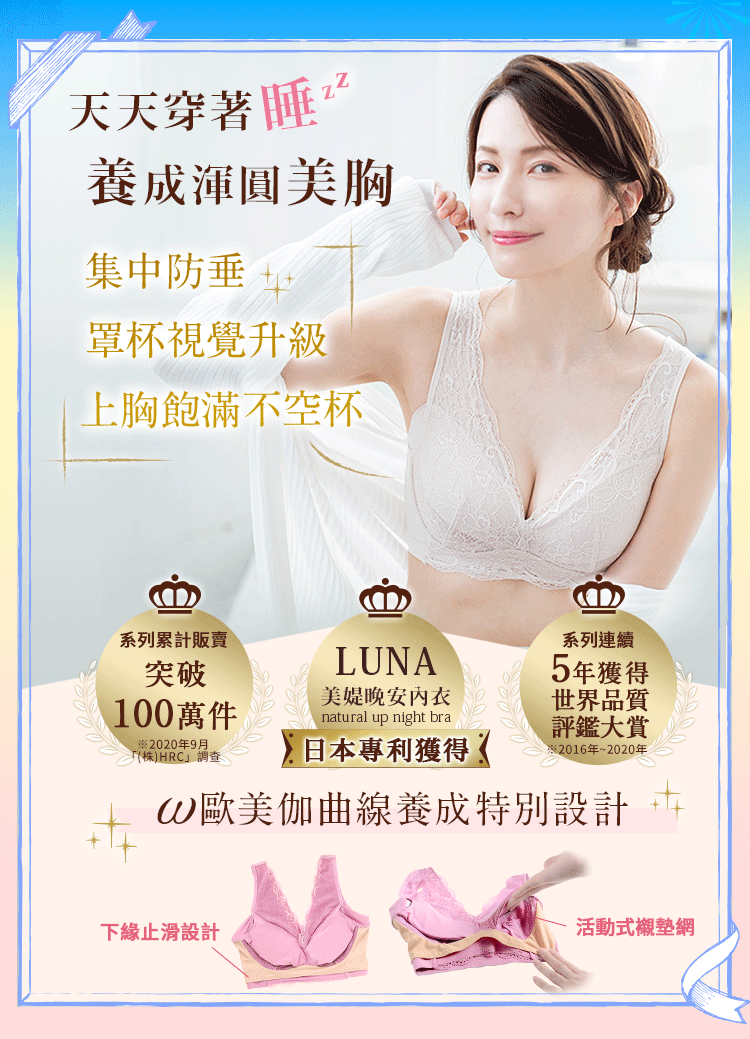 天天穿著睡zz
養成渾圓美胸
集中防垂
罩杯視覺升級
上胸飽滿不空杯
系列累計販賣
突破
100萬件
※2020年9月
「(株)HRC」調查
LUNA
美媞晚安內衣
natural up night bra
日本專利獲得
系列連續
5年獲得
世界品質
評鑑大賞
※2016年~2020年
ω歐美伽曲線養成特別設計
下緣止滑設計
活動式襯墊網